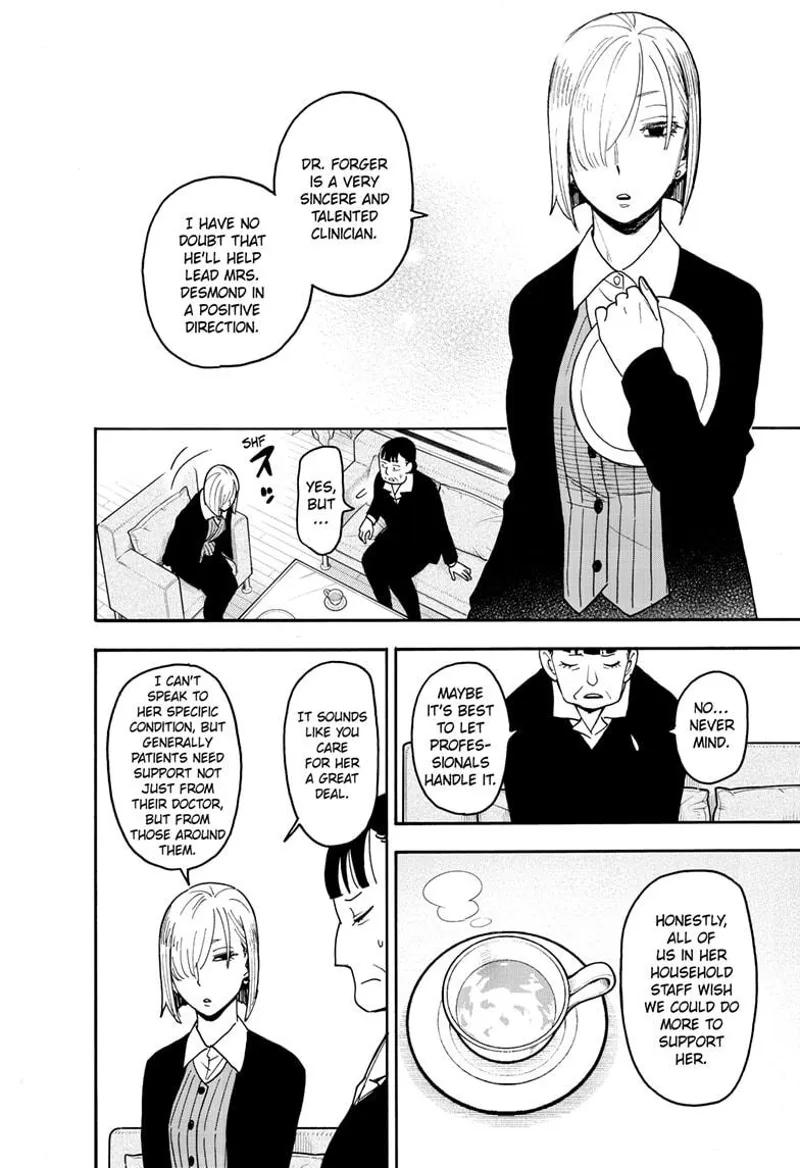 DR. FORGER
IS A VERY
SINCERE AND
TALENTED
CLINICIAN.
I HAVE NO
DOUBT THAT
HE'LL HELP
LEAD MRS.
DESMOND IN
A POSITIVE
DIRECTION.
YES,
BUT
...
SHF
スッ
NO...
NEVER
MIND.
MAYBE
IT'S BEST
TO LET
PROFES-
SIONALS
HANDLE IT.
HONESTLY,
ALL OF
US IN HER
HOUSEHOLD
STAFF WISH
WE COULD DO
MORE TO
SUPPORT
HER.
IT SOUNDS
LIKE YOU
CARE
FOR HER
A GREAT
DEAL.
I CAN'T
SPEAK TO
HER SPECIFIC
CONDITION, BUT
GENERALLY
PATIENTS NEED
SUPPORT NOT
JUST FROM
THEIR DOCTOR,
BUT FROM
THOSE AROUND
THEM.